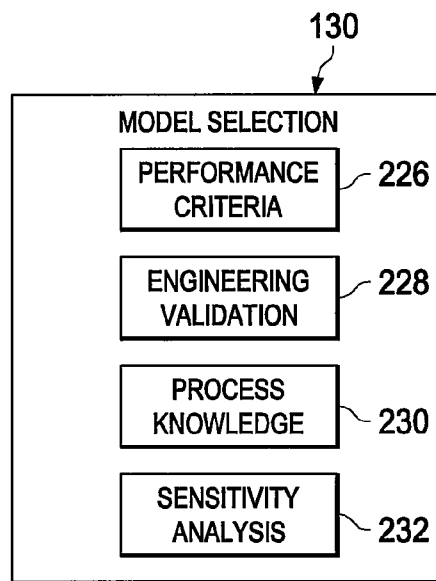 130
MODEL SELECTION
PERFORMANCE
CRITERIA
226
ENGINEERING
VALIDATION
228
PROCESS
KNOWLEDGE
230
SENSITIVITY
ANALYSIS
232